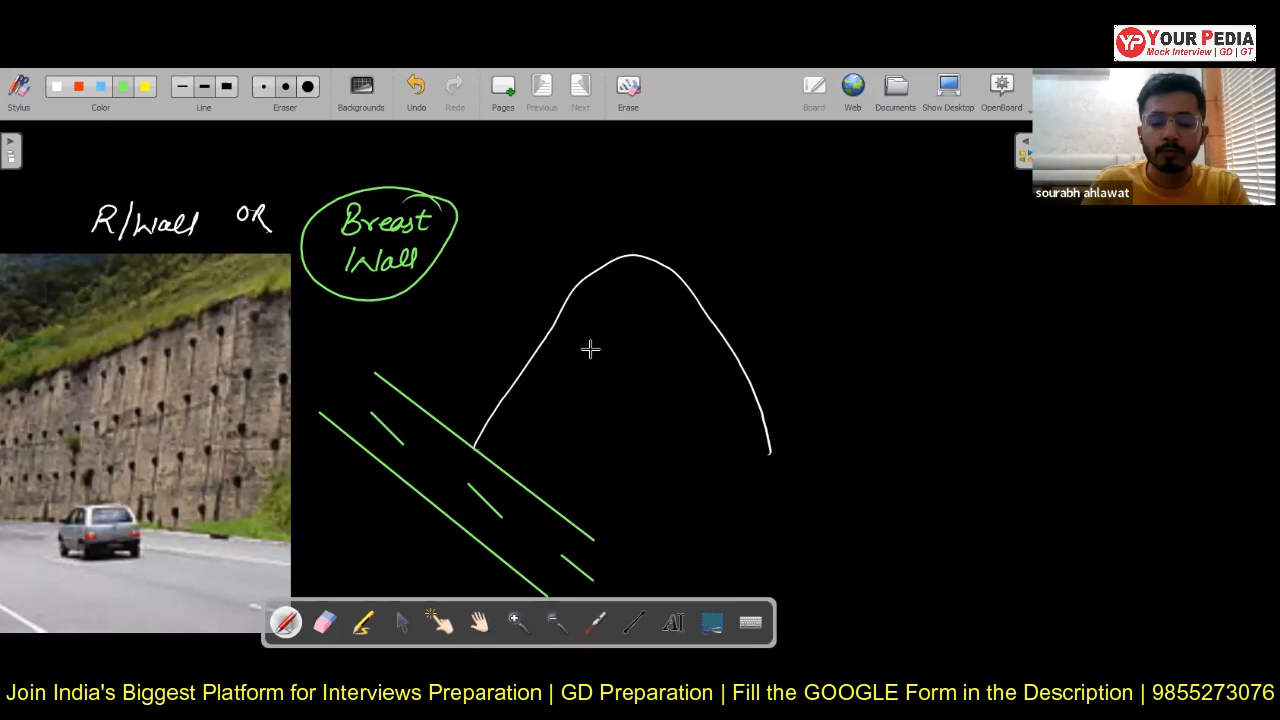 YP YOUR PEDIA
Mock Interview | GD | GT
Stylus
Color
Line
Eraser
Backgrounds
Undo
Redo
Pages
Previous
Next
Erase
Board
Web
Documents
Show Desktop
OpenBoard
sourabh ahlawat
R/Wall OR Breast
Wall
AI
Join India's Biggest Platform for Interviews Preparation | GD Preparation | Fill the GOOGLE Form in the Description | 9855273076